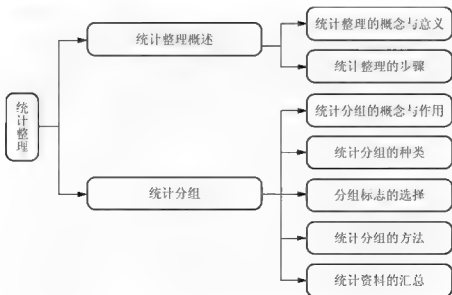 统计整理
统计整理概述
统计整理的概念与意义
统计整理的步骤
统计分组
统计分组的概念与作用
统计分组的种类
分组标志的选择
统计分组的方法
统计资料的汇总